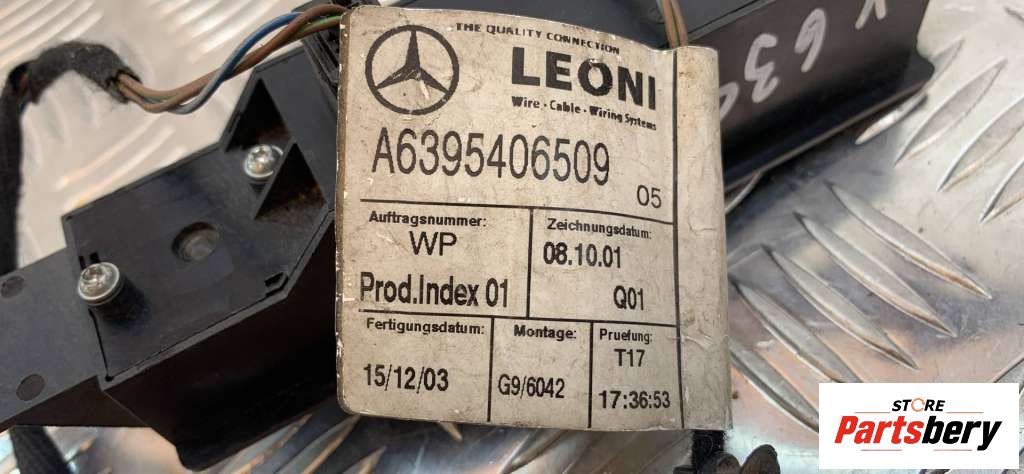 THE QUALITY CONNECTION
LEONI
Wire - Cable - Wiring Systems
A6395406509
05
Auftragsnummer:
WP
Prod.Index 01
Zeichnungsdatum:
08.10.01
Q01
Fertigungsdatum:
15/12/03
Montage:
G9/6042
Pruefung:
T17
17:36:53
STORE
Partsbery